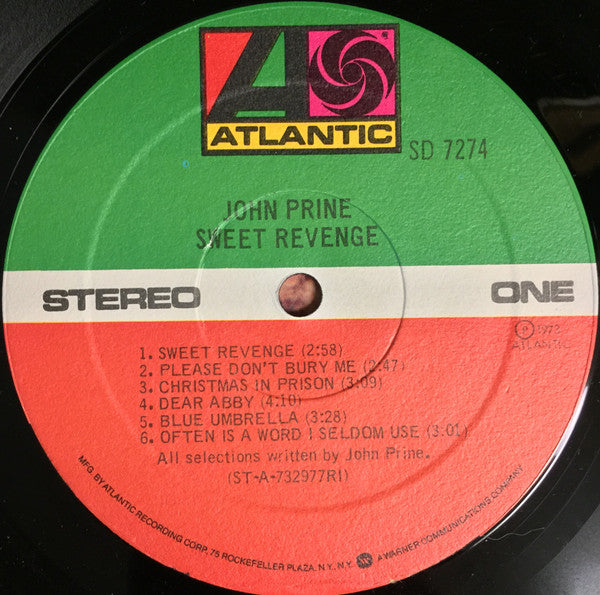 ATLANTIC
SD 7274
JOHN PRINE
SWEET REVENGE
STEREO
ONE
℗ 1973
ATLANTIC
1. SWEET REVENGE (2:58)
2. PLEASE DON'T BURY ME (2:47)
3. CHRISTMAS IN PRISON (3:09)
4. DEAR ABBY (4:10)
5. BLUE UMBRELLA (3:28)
6. OFTEN IS A WORD I SELDOM USE (3:01)
All selections written by John Prine.
(ST-A-732977RI)
MFG. BY ATLANTIC RECORDING CORP., 75 ROCKEFELLER PLAZA, N.Y., N.Y. A WARNER COMMUNICATIONS COMPANY